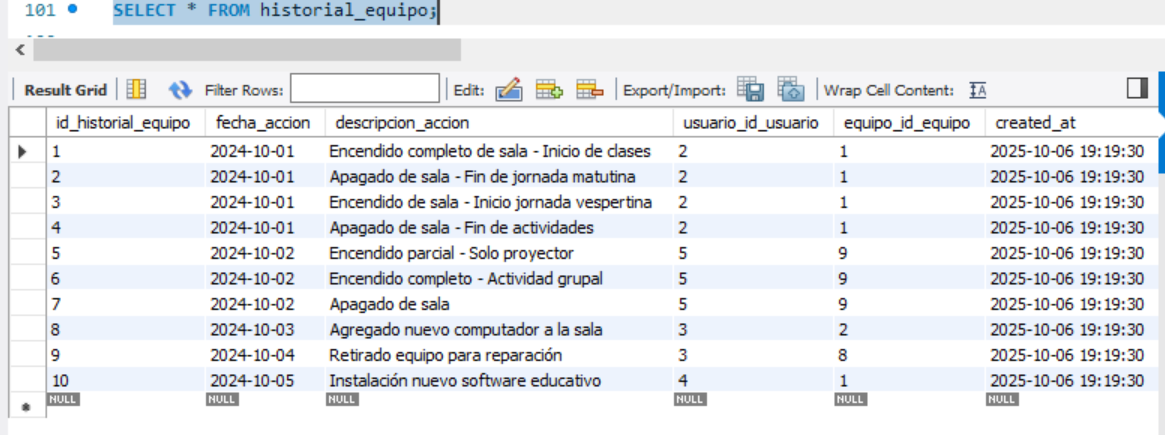 101 SELECT * FROM historial_equipo;
Result Grid Filter Rows: Edit: Export/Import: Wrap Cell Content: IA
id_historial_equipo fecha_accion descripcion_accion usuario_id_usuario equipo_id_equipo created_at
1 2024-10-01 Encendido completo de sala - Inicio de clases 2 1 2025-10-06 19:19:30
2 2024-10-01 Apagado de sala - Fin de jornada matutina 2 1 2025-10-06 19:19:30
3 2024-10-01 Encendido de sala - Inicio jornada vespertina 2 1 2025-10-06 19:19:30
4 2024-10-01 Apagado de sala - Fin de actividades 2 1 2025-10-06 19:19:30
5 2024-10-02 Encendido parcial - Solo proyector 5 9 2025-10-06 19:19:30
6 2024-10-02 Encendido completo - Actividad grupal 5 9 2025-10-06 19:19:30
7 2024-10-02 Apagado de sala 5 9 2025-10-06 19:19:30
8 2024-10-03 Agregado nuevo computador a la sala 3 2 2025-10-06 19:19:30
9 2024-10-04 Retirado equipo para reparación 3 8 2025-10-06 19:19:30
10 2024-10-05 Instalación nuevo software educativo 4 1 2025-10-06 19:19:30
NULL NULL NULL NULL NULL NULL